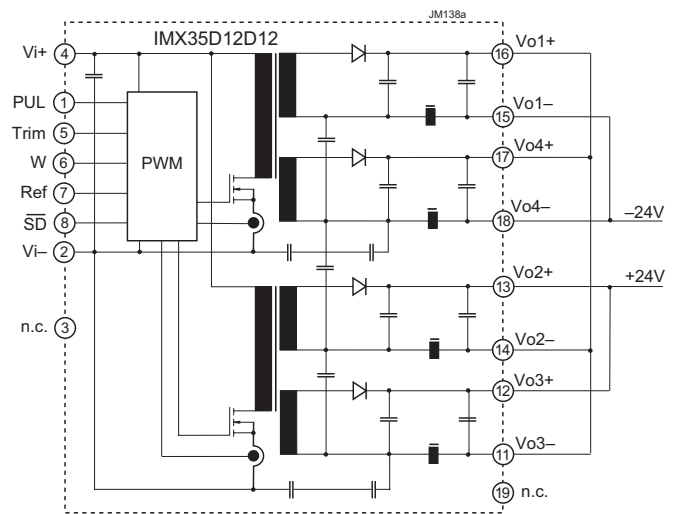 JM138a
IMX35D12D12
Vi+ 4
PUL 1
Trim 5
W 6
Ref 7
SD 8
Vi– 2
n.c. 3
PWM
16 Vo1+
15 Vo1–
17 Vo4+
18 Vo4–
–24V
13 Vo2+
+24V
14 Vo2–
12 Vo3+
11 Vo3–
19 n.c.